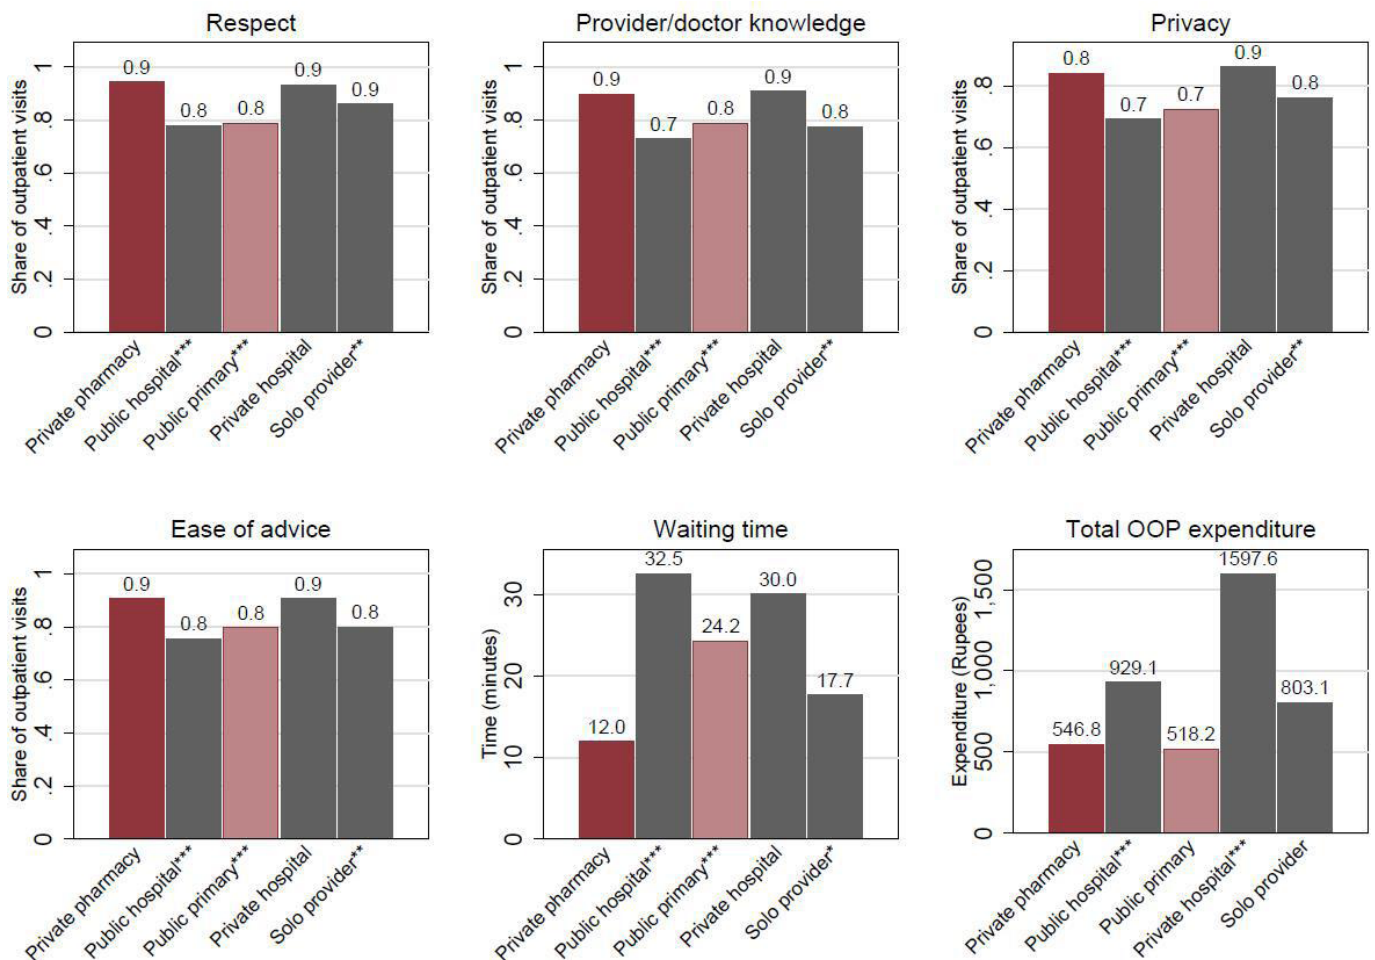 Respect
Share of outpatient visits
0 .2 .4 .6 .8 1
0.9 0.8 0.8 0.9 0.9
Private pharmacy
Public hospital***
Public primary***
Private hospital
Solo provider**
Provider/doctor knowledge
Share of outpatient visits
0 .2 .4 .6 .8 1
0.9 0.7 0.8 0.9 0.8
Private pharmacy
Public hospital***
Public primary***
Private hospital
Solo provider**
Privacy
Share of outpatient visits
0 .2 .4 .6 .8
0.8 0.7 0.7 0.9 0.8
Private pharmacy
Public hospital***
Public primary***
Private hospital
Solo provider**
Ease of advice
Share of outpatient visits
0 .2 .4 .6 .8 1
0.9 0.8 0.8 0.9 0.8
Private pharmacy
Public hospital***
Public primary***
Private hospital
Solo provider**
Waiting time
Time (minutes)
0 10 20 30
12.0 32.5 24.2 30.0 17.7
Private pharmacy
Public hospital***
Public primary***
Private hospital
Solo provider*
Total OOP expenditure
Expenditure (Rupees)
0 500 1,000 1,500
546.8 929.1 518.2 1597.6 803.1
Private pharmacy
Public hospital***
Public primary
Private hospital***
Solo provider